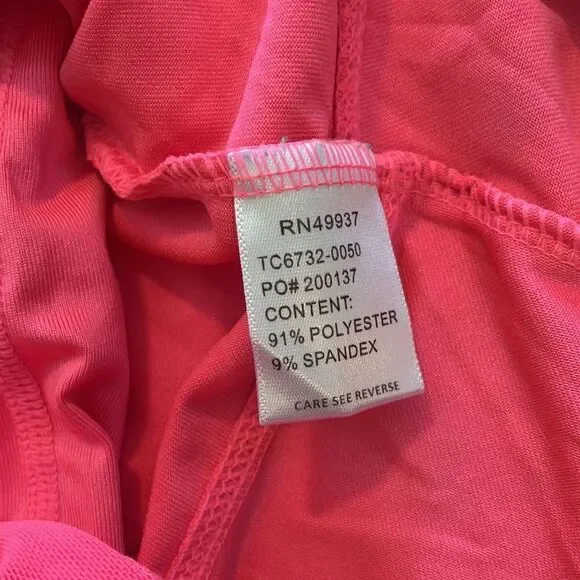 RN49937
TC6732-0050
PO# 200137
CONTENT:
91% POLYESTER
9% SPANDEX
CARE SEE REVERSE